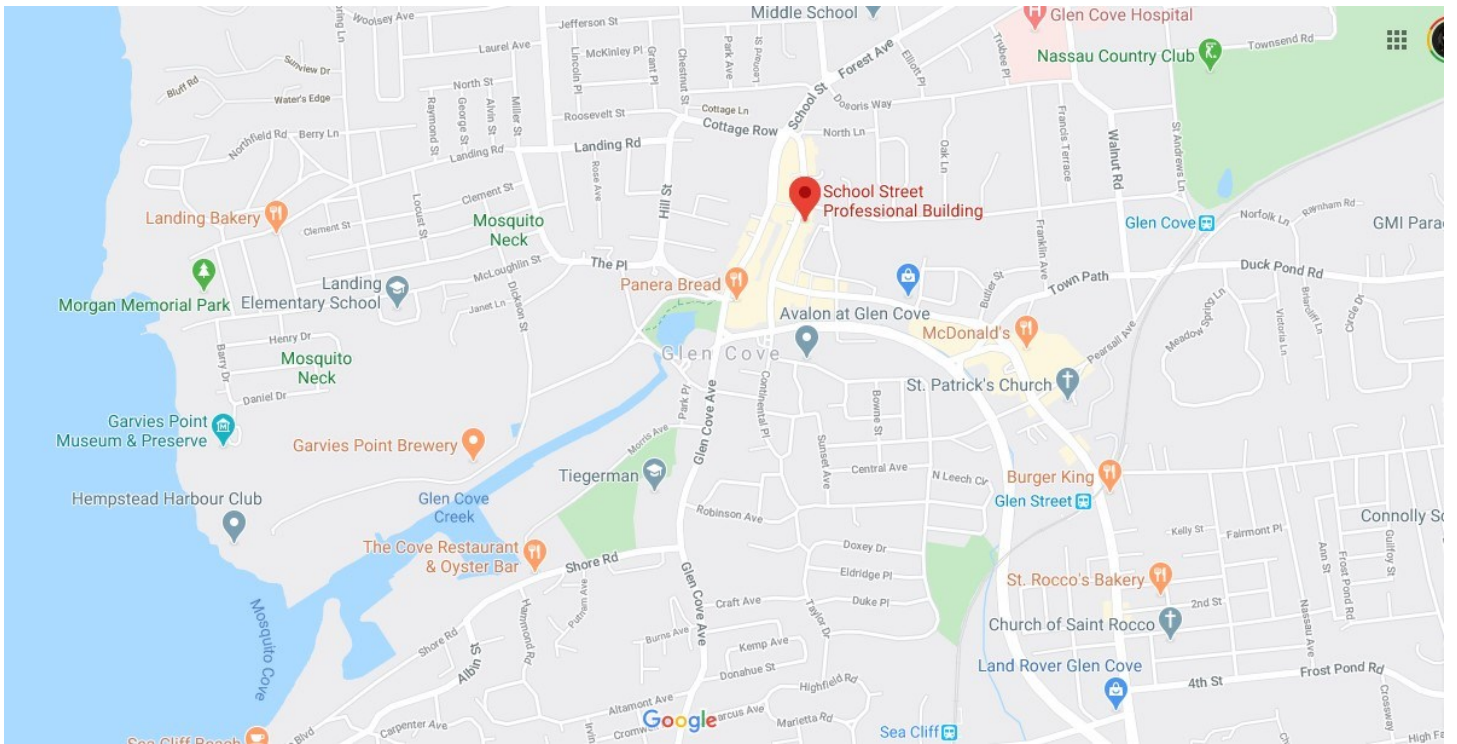 Woolsey Ave
Jefferson St
Middle School
Glen Cove Hospital
Laurel Ave
McKinley Pl
Lincoln Pl
Grant Pl
Chestnut St
Park Ave
Leonard St
Forest Ave
Elliott Pl
Trubee Pl
Nassau Country Club
Townsend Rd
Bluff Rd
Sunview Dr
North St
Water's Edge
Raymond St
George St
Alvin St
Miller St
Roosevelt St
Cottage Ln
School St
Dosoris Way
Northfield Rd
Berry Ln
Landing Rd
Landing Rd
Cottage Row
North Ln
Oak Ln
Francis Terrace
Walnut Rd
St Andrews Ln
Rose Ave
Hill St
School Street
Professional Building
Landing Bakery
Clement St
Clement St
Locust St
Mosquito
Neck
Glen Cove
Norfolk Ln
Raynham Rd
GMI Para
Franklin Ave
Morgan Memorial Park
Landing
Elementary School
McLoughlin St
Janet Ln
Dickson St
The Pl
Panera Bread
Butler St
Town Path
Duck Pond Rd
Avalon at Glen Cove
McDonald's
Pearsall Ave
Meadow Spring Ln
Victoria Ln
Briarcliff Ln
Circle Dr
Henry Dr
Barry Dr
Mosquito
Neck
Daniel Dr
Glen Cove
St. Patrick's Church
Park Pl
Glen Cove Ave
Continental Pl
Bowne St
Garvies Point
Museum & Preserve
Garvies Point Brewery
Morris Ave
Sunset Ave
Central Ave
N Leech Cir
Tiegerman
Burger King
Glen Street
Hempstead Harbour Club
Glen Cove
Creek
Robinson Ave
Connolly Sc
Kelly St
Fairmont Pl
Ann St
Frost Pond Rd
Guilfoy St
The Cove Restaurant
& Oyster Bar
Shore Rd
Doxey Dr
Eldridge Pl
Duke Pl
Craft Ave
Taylor Dr
St. Rocco's Bakery
2nd St
Nassau Ave
Church of Saint Rocco
Mosquito Cove
Shore Rd
Albin St
Hammond Rd
Putnam Ave
Glen Cove Ave
Burns Ave
Kemp Ave
Donahue St
Highfield Rd
Land Rover Glen Cove
4th St
Frost Pond Rd
Crossway
Altamont Ave
Google
Marietta Rd
Carpenter Ave
Sea Cliff Beach
Sea Cliff